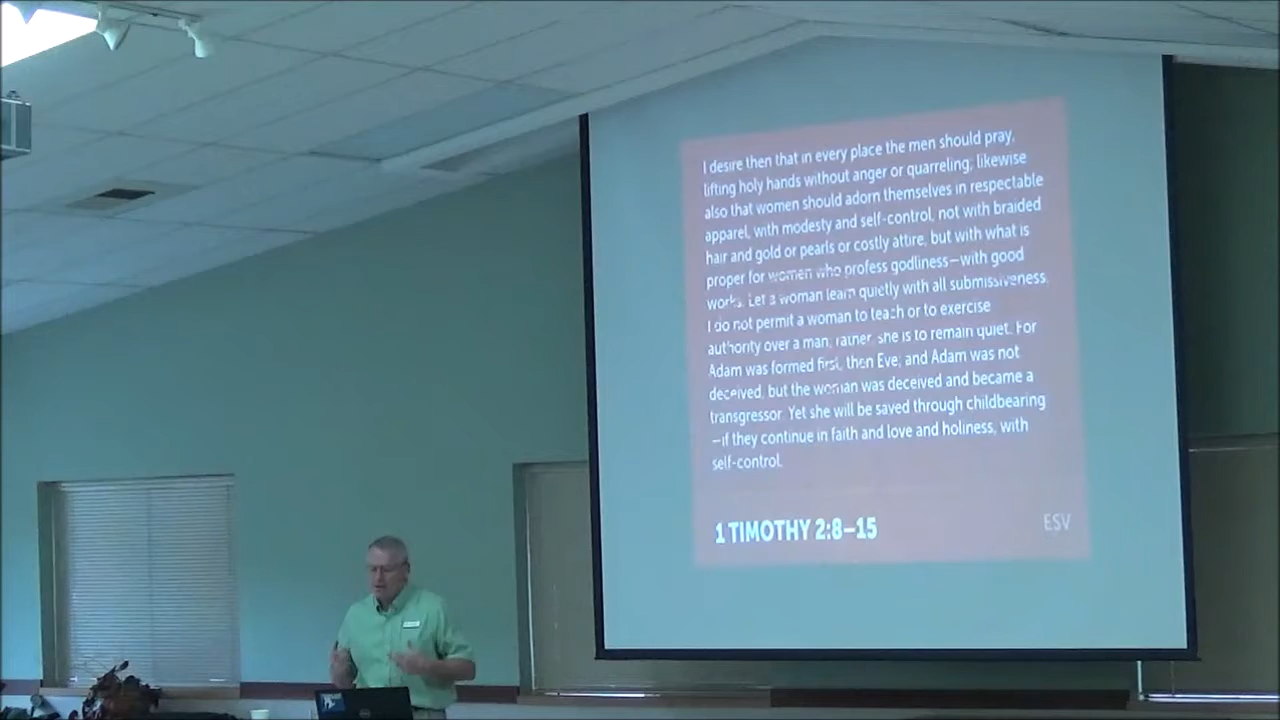 I desire then that in every place the men should pray,
lifting holy hands without anger or quarreling; likewise
also that women should adorn themselves in respectable
apparel, with modesty and self-control, not with braided
hair and gold or pearls or costly attire, but with what is
proper for women who profess godliness—with good
works. Let a woman learn quietly with all submissiveness.
I do not permit a woman to teach or to exercise
authority over a man; rather, she is to remain quiet. For
Adam was formed first, then Eve; and Adam was not
deceived, but the woman was deceived and became a
transgressor. Yet she will be saved through childbearing
—if they continue in faith and love and holiness, with
self-control.
1 TIMOTHY 2:8–15
ESV